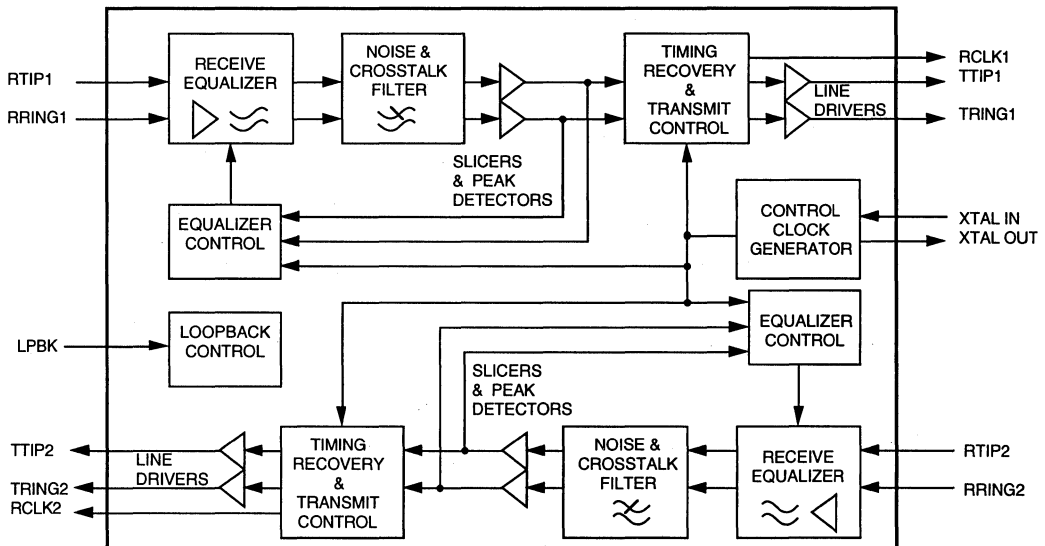 RTIP1
RRING1
RECEIVE
EQUALIZER
NOISE &
CROSSTALK
FILTER
TIMING
RECOVERY
&
TRANSMIT
CONTROL
LINE
DRIVERS
RCLK1
TTIP1
TRING1
SLICERS
& PEAK
DETECTORS
EQUALIZER
CONTROL
CONTROL
CLOCK
GENERATOR
XTAL IN
XTAL OUT
LPBK
LOOPBACK
CONTROL
EQUALIZER
CONTROL
SLICERS
& PEAK
DETECTORS
TTIP2
TRING2
RCLK2
LINE
DRIVERS
TIMING
RECOVERY
&
TRANSMIT
CONTROL
NOISE &
CROSSTALK
FILTER
RECEIVE
EQUALIZER
RTIP2
RRING2